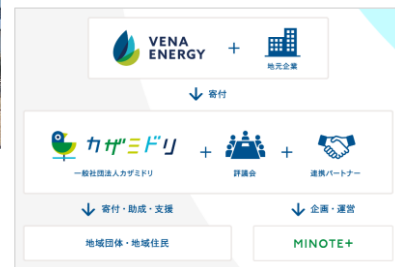 VENA
ENERGY
+
地元企業
寄付
カザミドリ
+
+
一般社団法人カザミドリ
評議会
連携パートナー
寄付・助成・支援
企画・運営
地域団体・地域住民
MINOTE+